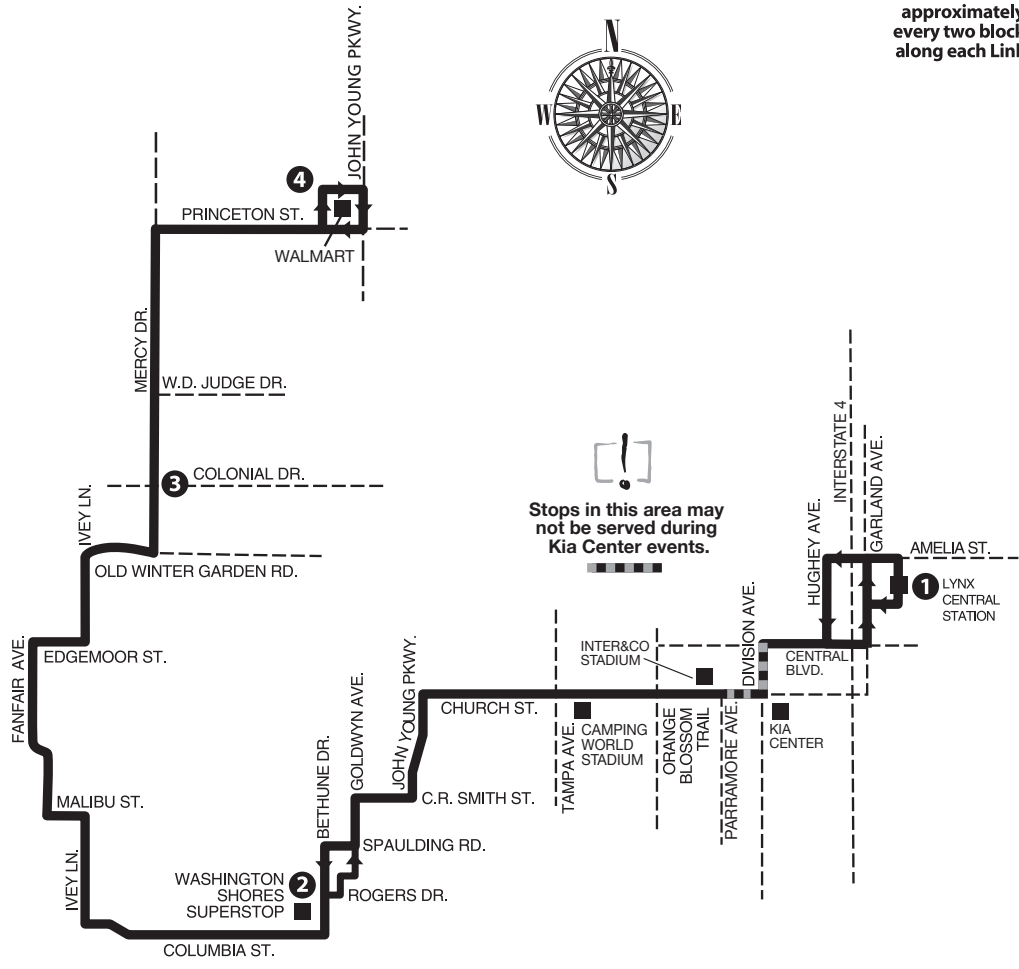 approximately
every two block
along each Lin
N
W
E
S
JOHN YOUNG PKWY.
4
PRINCETON ST.
WALMART
MERCY DR.
W.D. JUDGE DR.
3
COLONIAL DR.
IVEY LN.
OLD WINTER GARDEN RD.
FANFAIR AVE.
EDGEMOOR ST.
MALIBU ST.
IVEY LN.
COLUMBIA ST.
WASHINGTON
SHORES
SUPERSTOP
2
BETHUNE DR.
GOLDWYN AVE.
JOHN YOUNG PKWY.
C.R. SMITH ST.
SPAULDING RD.
ROGERS DR.
CHURCH ST.
Stops in this area may
not be served during
Kia Center events.
TAMPA AVE.
CAMPING
WORLD
STADIUM
INTER&CO
STADIUM
ORANGE
BLOSSOM
TRAIL
PARRAMORE AVE.
DIVISION AVE.
KIA
CENTER
CENTRAL
BLVD.
HUGHEY AVE.
INTERSTATE 4
GARLAND AVE.
AMELIA ST.
1
LYNX
CENTRAL
STATION